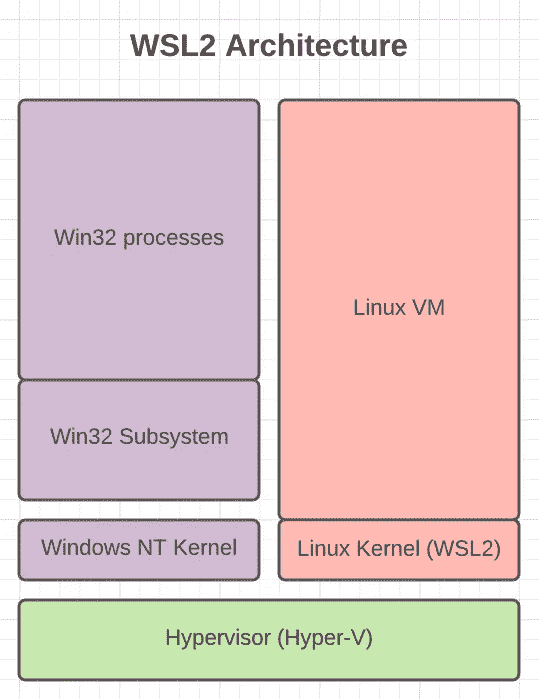 WSL2 Architecture
Win32 processes
Linux VM
Win32 Subsystem
Windows NT Kernel
Linux Kernel (WSL2)
Hypervisor (Hyper-V)